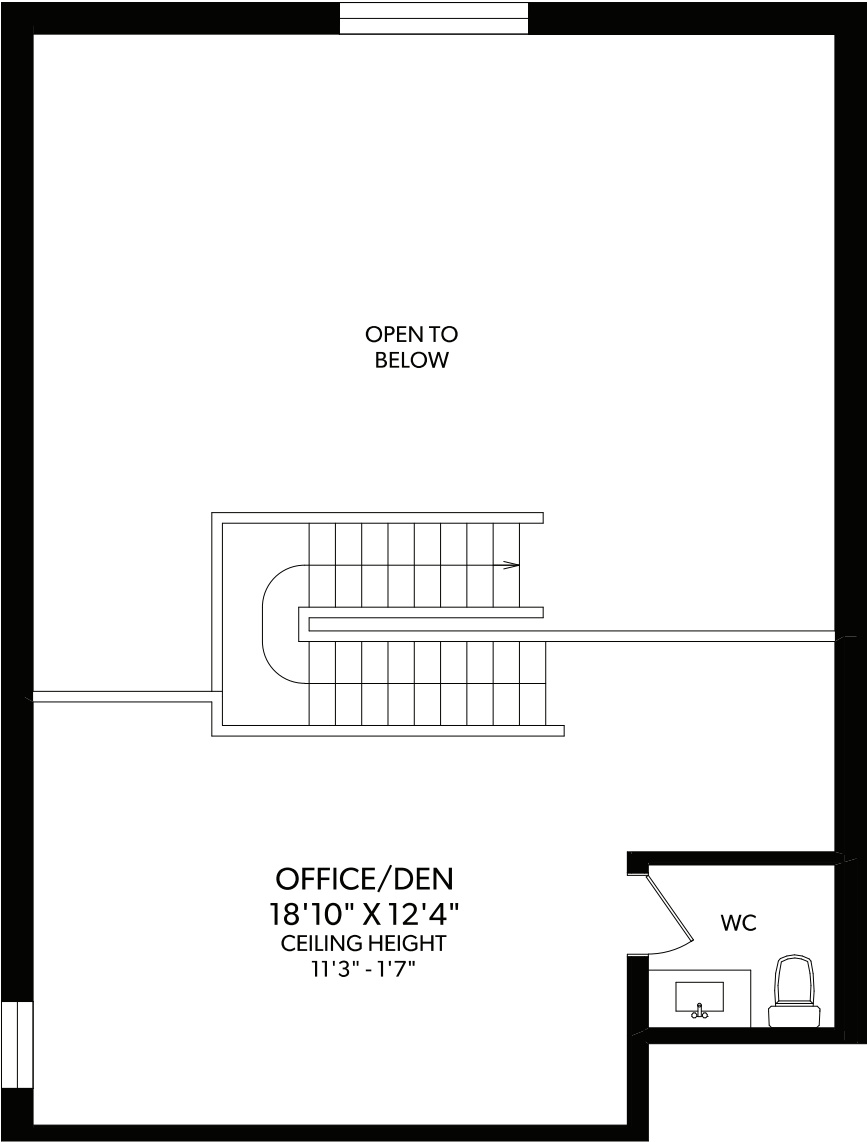 OPEN TO
BELOW
OFFICE/DEN
18'10" X 12'4"
CEILING HEIGHT
11'3" - 1'7"
WC